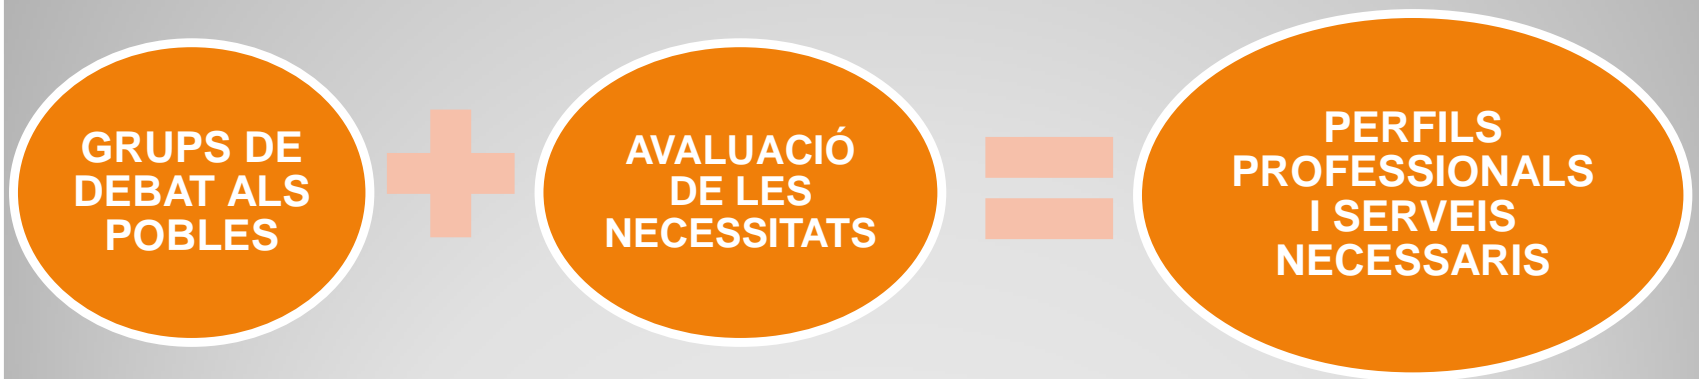 GRUPS DE
DEBAT ALS
POBLES
AVALUACIÓ
DE LES
NECESSITATS
PERFILS
PROFESSIONALS
I SERVEIS
NECESSARIS